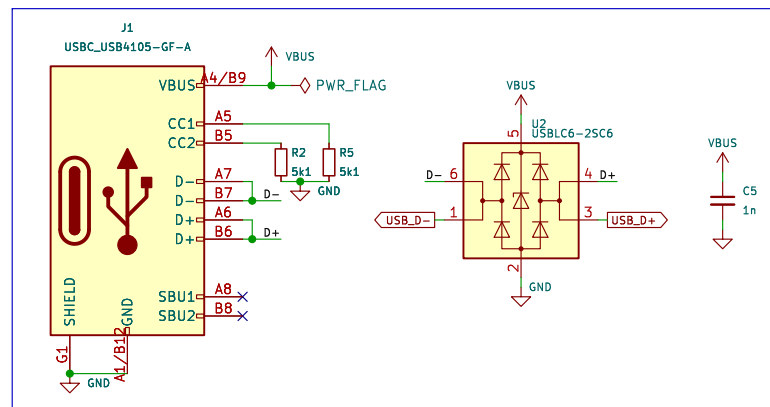 J1
USBC_USB4105-GF-A
VBUS
A4/B9
VBUS
PWR_FLAG
CC1
A5
CC2
B5
R2
5k1
R5
5k1
GND
D-
A7
D-
B7
D-
D+
A6
D+
B6
D+
SBU1
A8
SBU2
B8
SHIELD
GND
G1
A1/B12
GND
VBUS
U2
USBLC6-2SC6
5
D-
6
4
D+
USB_D-
1
3
USB_D+
2
GND
VBUS
C5
1n